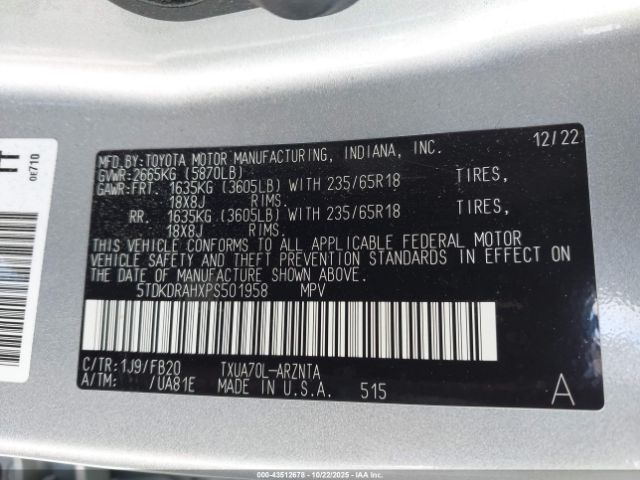 MFD.BY:TOYOTA MOTOR MANUFACTURING, INDIANA, INC. 12/22
GVWR:2665KG (5870LB)
GAWR:FRT. 1635KG (3605LB) WITH 235/65R18 TIRES,
18X8J RIMS.
RR. 1635KG (3605LB) WITH 235/65R18 TIRES,
18X8J RIMS.
THIS VEHICLE CONFORMS TO ALL APPLICABLE FEDERAL MOTOR
VEHICLE SAFETY AND THEFT PREVENTION STANDARDS IN EFFECT ON
THE DATE OF MANUFACTURE SHOWN ABOVE.
5TDKDRAHXPS501958 MPV
C/TR:1J9/FB20 TXUA70L-ARZNTA
A/TM: /UA81E MADE IN U.S.A. 515 A
0E710
000-43512678 - 10/22/2025 - IAAI.COM